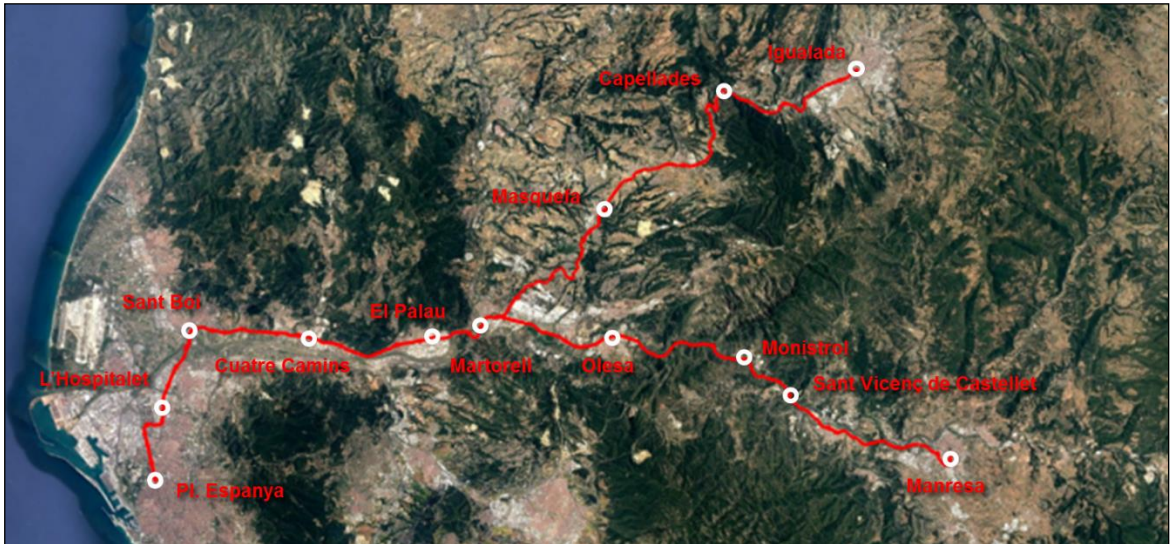 Igualada
Capellades
Masquefa
Sant Boi
El Palau
Cuatre Camins
Martorell
Olesa
Monistrol
L'Hospitalet
Sant Vicenç de Castellet
Pl. Espanya
Manresa